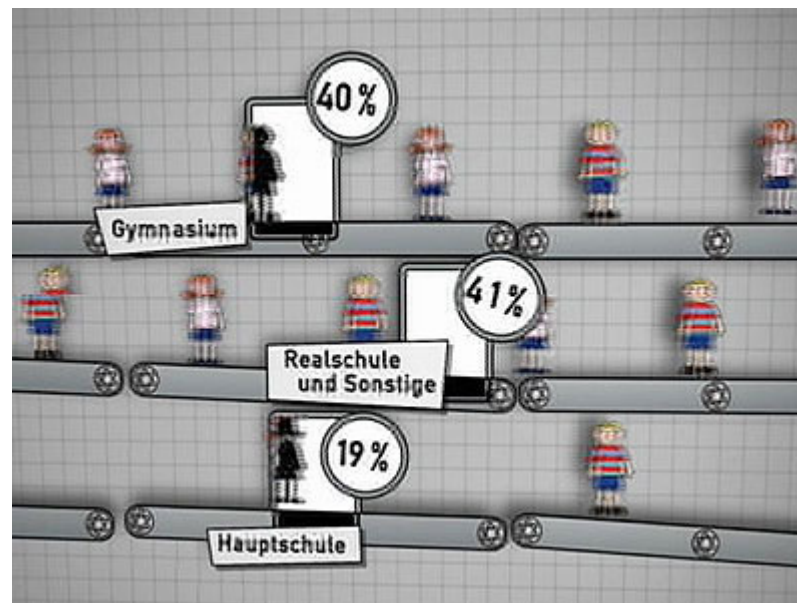 40%
Gymnasium
41%
Realschule
und Sonstige
19%
Hauptschule